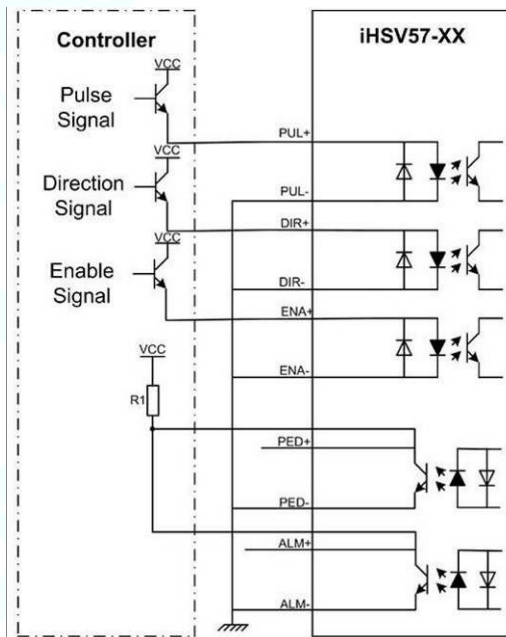 Controller
iHSV57-XX
VCC
Pulse
Signal
PUL+
VCC
PUL-
Direction
Signal
DIR+
VCC
DIR-
Enable
Signal
ENA+
VCC
ENA-
R1
PED+
PED-
ALM+
ALM-